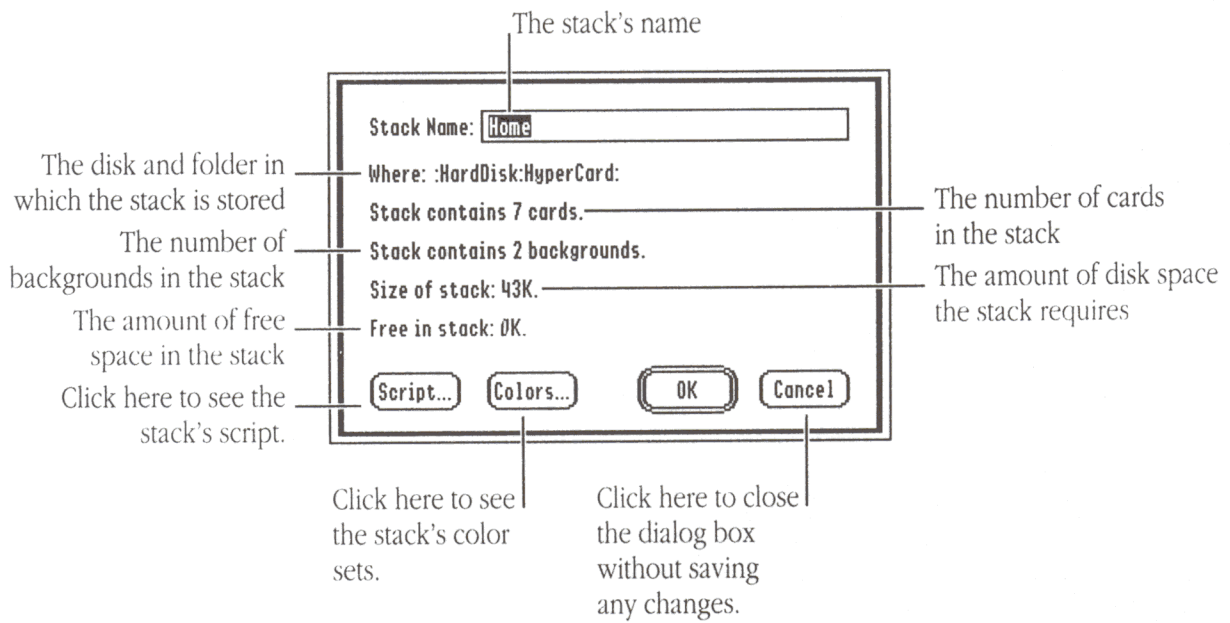 The stack's name
Stack Name: Home
The disk and folder in
which the stack is stored
Where: :HardDisk:HyperCard:
Stack contains 7 cards.
The number of cards
in the stack
The number of
backgrounds in the stack
Stack contains 2 backgrounds.
Size of stack: 43K.
The amount of disk space
the stack requires
The amount of free
space in the stack
Free in stack: 0K.
Click here to see the
stack's script.
Script...
Colors...
OK
Cancel
Click here to see
the stack's color
sets.
Click here to close
the dialog box
without saving
any changes.